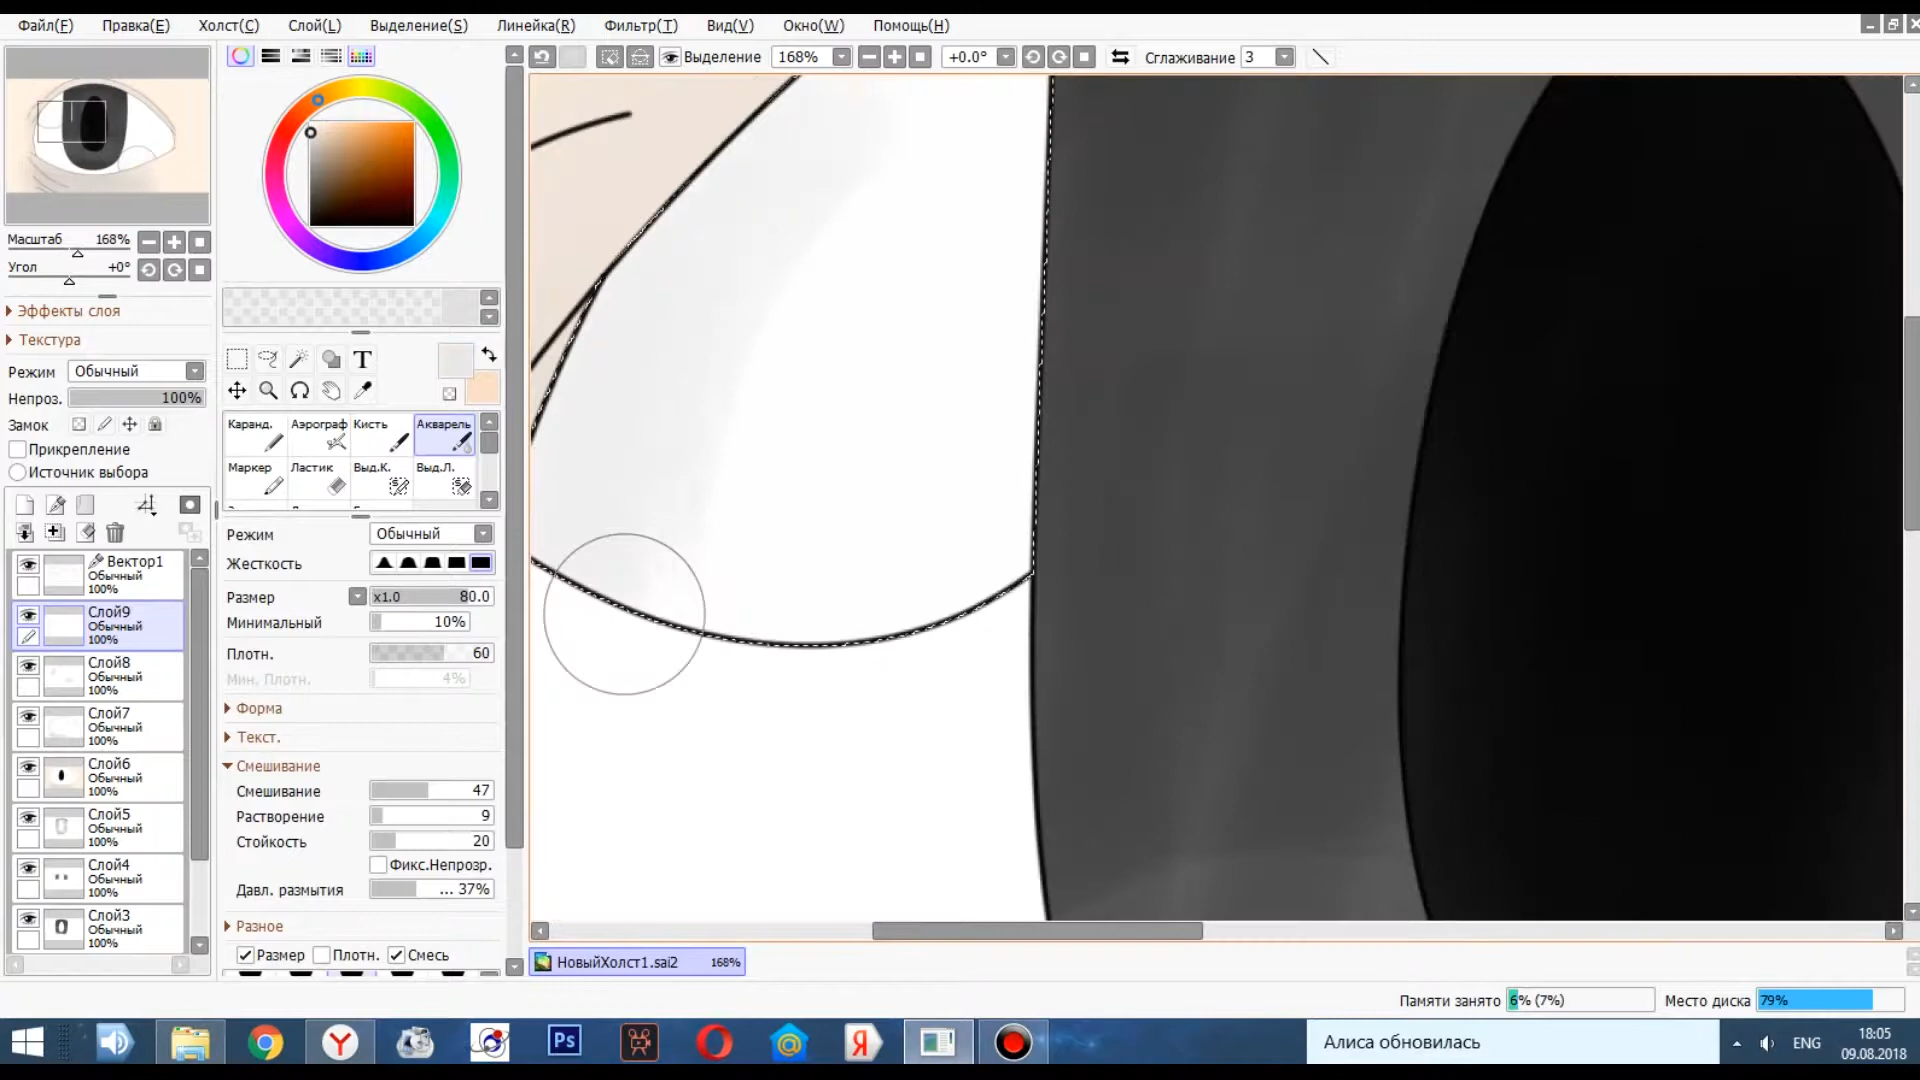 Файл(F) Правка(E) Холст(C) Слой(L) Выделение(S) Линейка(R) Фильтр(T) Вид(V) Окно(W) Помощь(H)
Выделение 168% +0.0° Сглаживание 3
Масштаб 168%
Угол +0°
Эффекты слоя
Текстура
Режим Обычный
Непроз. 100%
Замок
Прикрепление
Источник выбора
Вектор1
Обычный
100%
Слой9
Обычный
100%
Слой8
Обычный
100%
Слой7
Обычный
100%
Слой6
Обычный
100%
Слой5
Обычный
100%
Слой4
Обычный
100%
Слой3
Обычный
100%
T
Каранд. Аэрограф Кисть Акварель
Маркер Ластик Выд.К. Выд.Л.
Режим Обычный
Жесткость
Размер x1.0 80.0
Минимальный 10%
Плотн. 60
Мин. Плотн. 4%
Форма
Текст.
Смешивание
Смешивание 47
Растворение 9
Стойкость 20
Фикс.Непрозр.
Давл. размытия ... 37%
Разное
Размер Плотн. Смесь
НовыйХолст1.sai2 168%
Памяти занято 6% (7%) Место диска 79%
Y Ps Я
Алиса обновилась
ENG
18:05
09.08.2018